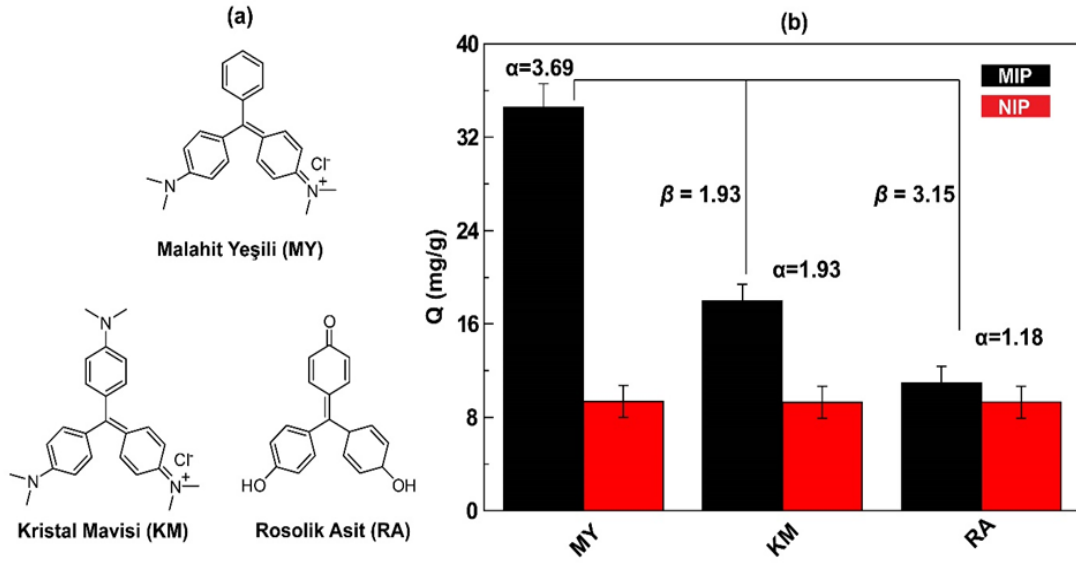 (a)
N
N
+
Cl-
Malahit Yeşili (MY)
N
N
N
+
Cl-
Kristal Mavisi (KM)
O
HO
OH
Rosolik Asit (RA)
(b)
40
32
24
16
8
0
Q (mg/g)
α=3.69
MIP
NIP
β = 1.93
β = 3.15
α=1.93
α=1.18
MY
KM
RA